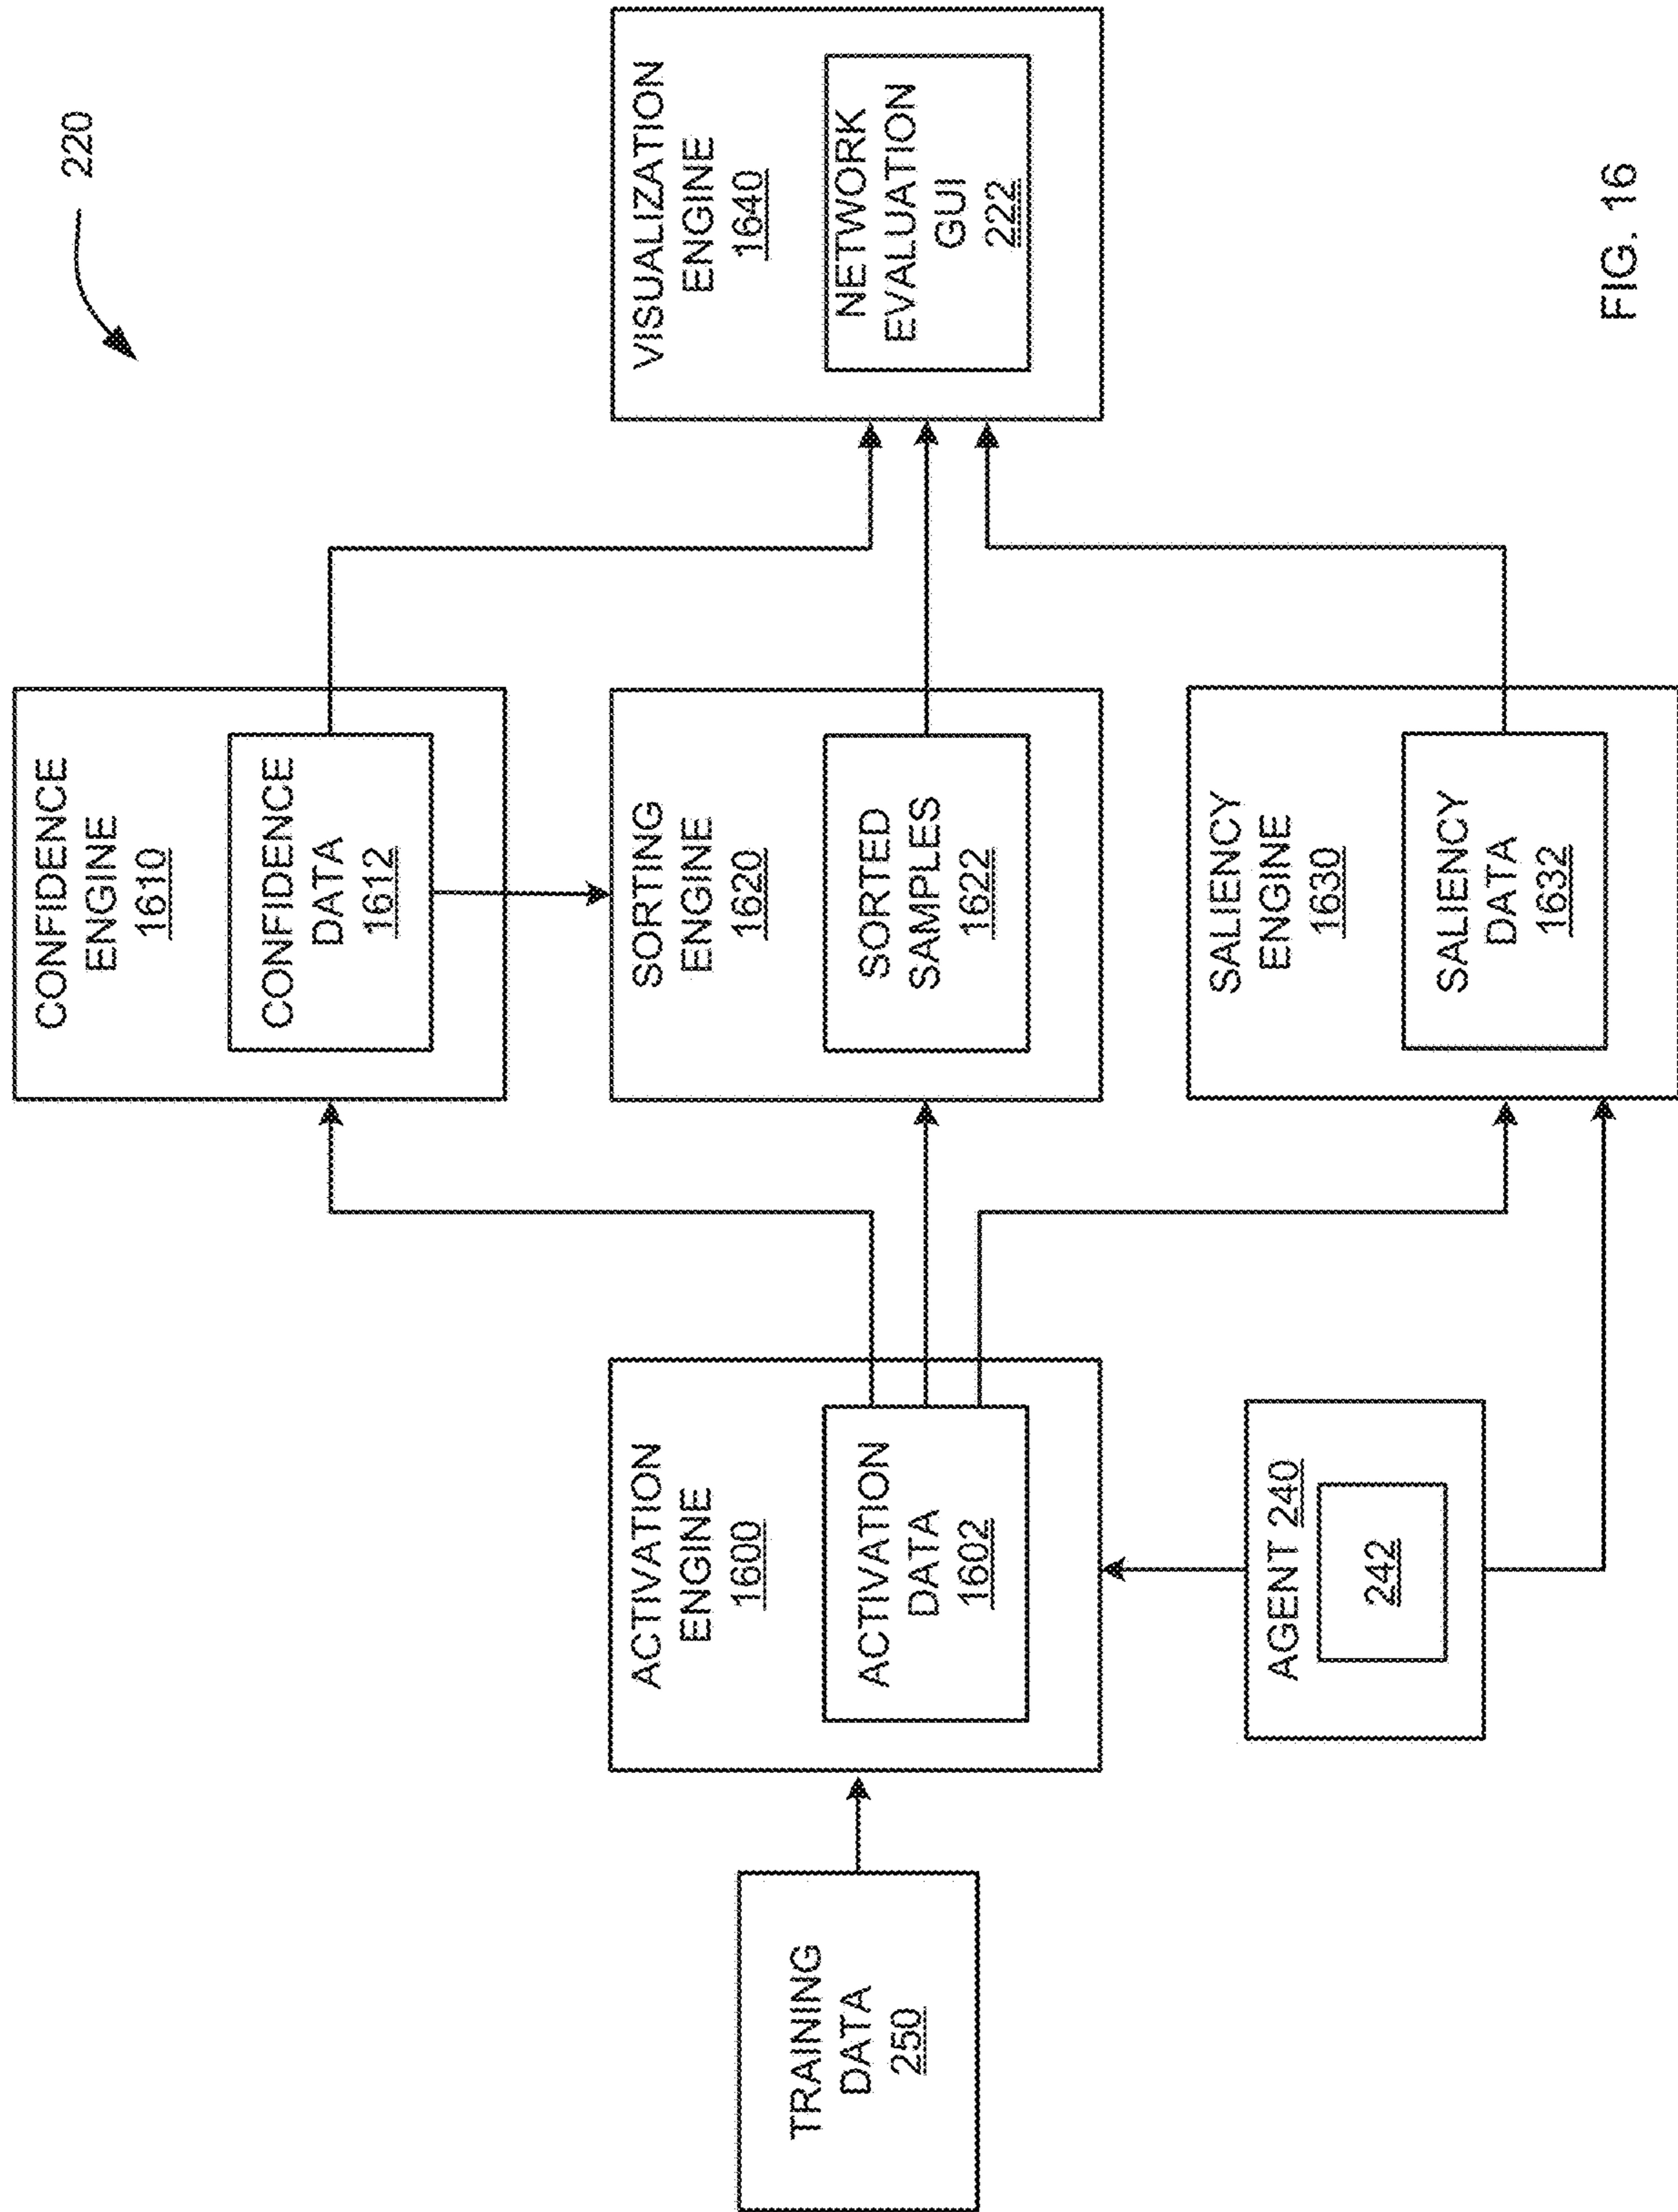 220
TRAINING
DATA
250
ACTIVATION
ENGINE
1600
ACTIVATION
DATA
1602
AGENT 240
242
CONFIDENCE
ENGINE
1610
CONFIDENCE
DATA
1612
SORTING
ENGINE
1620
SORTED
SAMPLES
1622
SALIENCY
ENGINE
1630
SALIENCY
DATA
1632
VISUALIZATION
ENGINE
1640
NETWORK
EVALUATION
GUI
222
FIG. 16